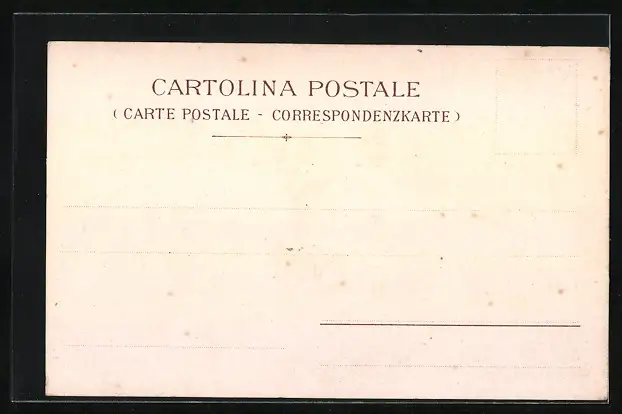 CARTOLINA POSTALE
( CARTE POSTALE - CORRESPONDENZKARTE )